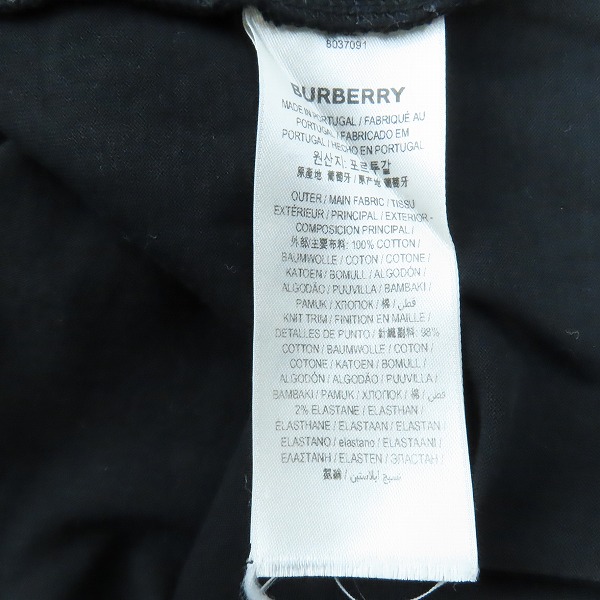 8037091
BURBERRY
MADE IN PORTUGAL / FABRIQUÉ AU
PORTUGAL / FABRICADO EM
PORTUGAL / HECHO EN PORTUGAL
원산지: 포르투갈
原產地 葡萄牙 / 原产地 葡萄牙
OUTER / MAIN FABRIC / TISSU
EXTÉRIEUR / PRINCIPAL / EXTERIOR -
COMPOSICION PRINCIPAL /
外部/主要布料: 100% COTTON /
BAUMWOLLE / COTON / COTONE /
KATOEN / BOMULL / ALGODÓN /
ALGODÃO / PUUVILLA / BAMBAKI /
PAMUK / ХЛОПОК / 棉 / قطن /
KNIT TRIM / FINITION EN MAILLE /
DETALLES DE PUNTO / 針織副料: 98%
COTTON / BAUMWOLLE / COTON /
COTONE / KATOEN / BOMULL /
ALGODÓN / ALGODÃO / PUUVILLA /
BAMBAKI / PAMUK / ХЛОПОК / 棉 / قطن /
2% ELASTANE / ELASTHAN /
ELASTHANE / ELASTAAN / ELASTAN /
ELASTANO / elastano / ELASTAANI /
ΕΛΑΣΤΑΝΗ / ELASTEN / ЭЛАСТАН /
نسيج ايلاستين /